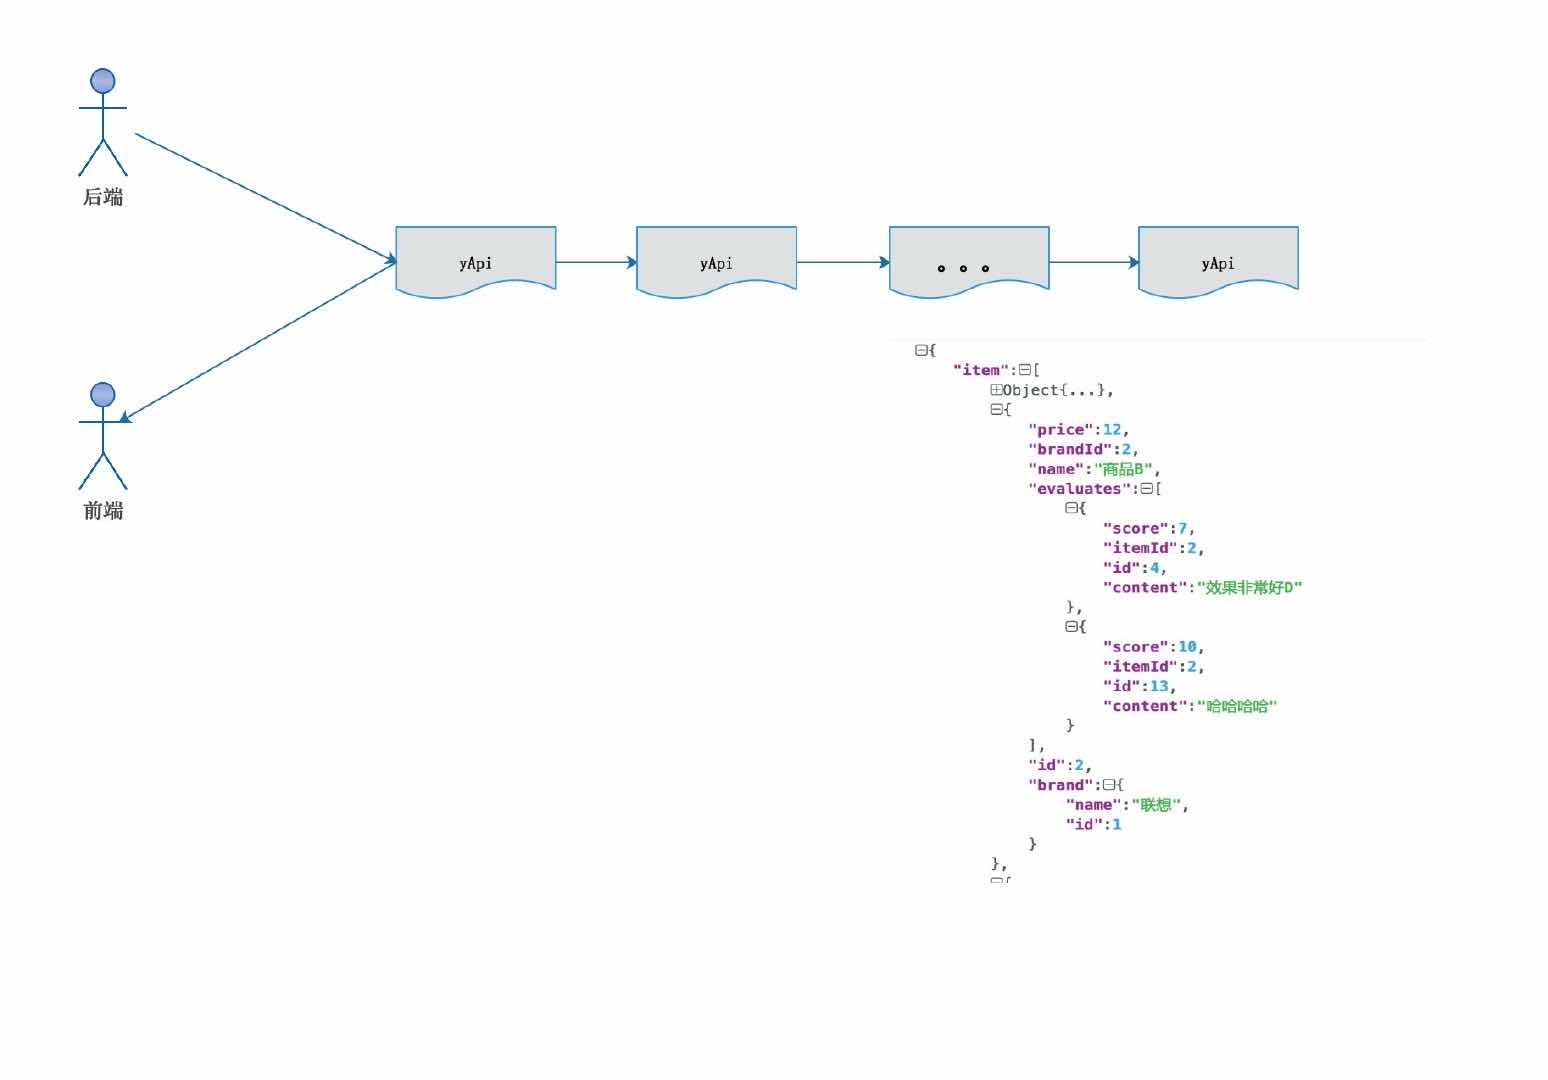 后端
yApi
yApi
。。。
yApi
前端
{
"item":[
Object{...},
{
"price":12,
"brandId":2,
"name":"商品B",
"evaluates":[
{
"score":7,
"itemId":2,
"id":4,
"content":"效果非常好D"
},
{
"score":10,
"itemId":2,
"id":13,
"content":"哈哈哈哈"
}
],
"id":2,
"brand":{
"name":"联想",
"id":1
}
},